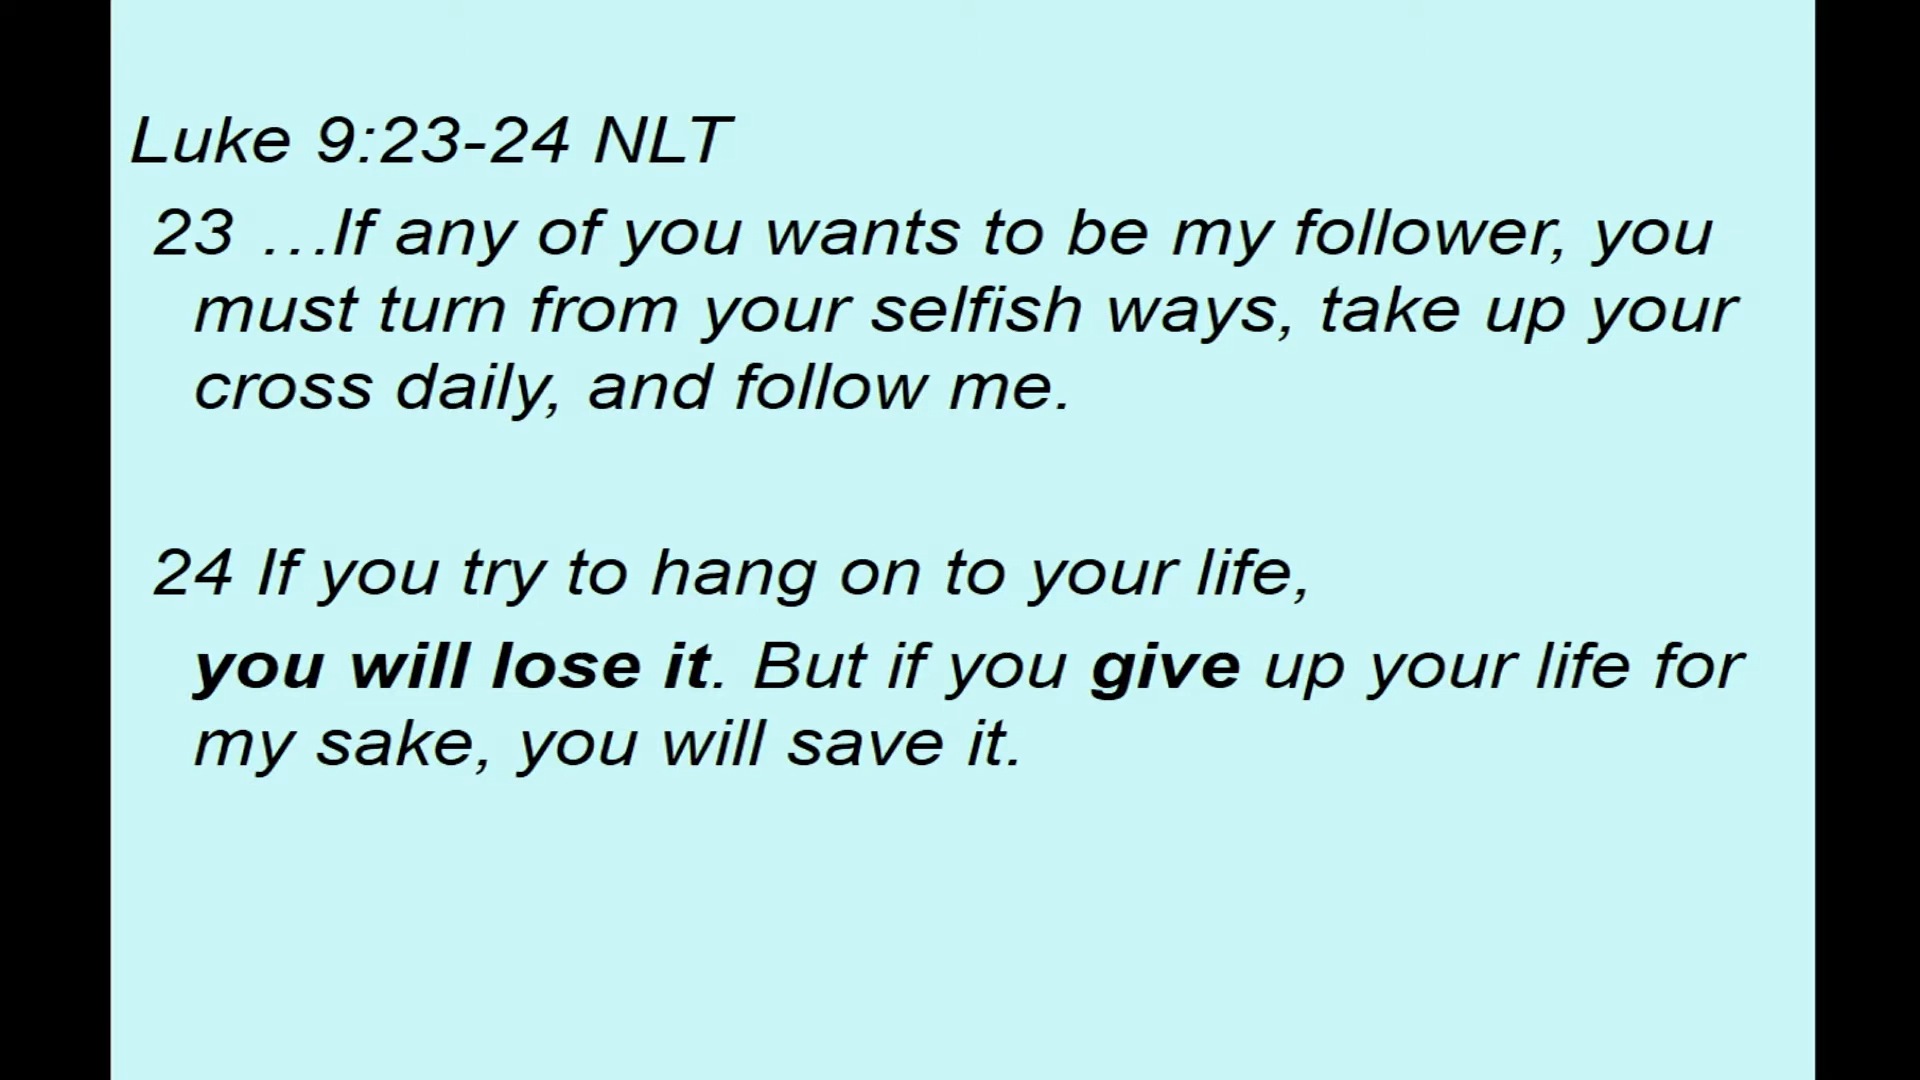 Luke 9:23-24 NLT
23 …If any of you wants to be my follower, you
must turn from your selfish ways, take up your
cross daily, and follow me.
24 If you try to hang on to your life,
you will lose it. But if you give up your life for
my sake, you will save it.